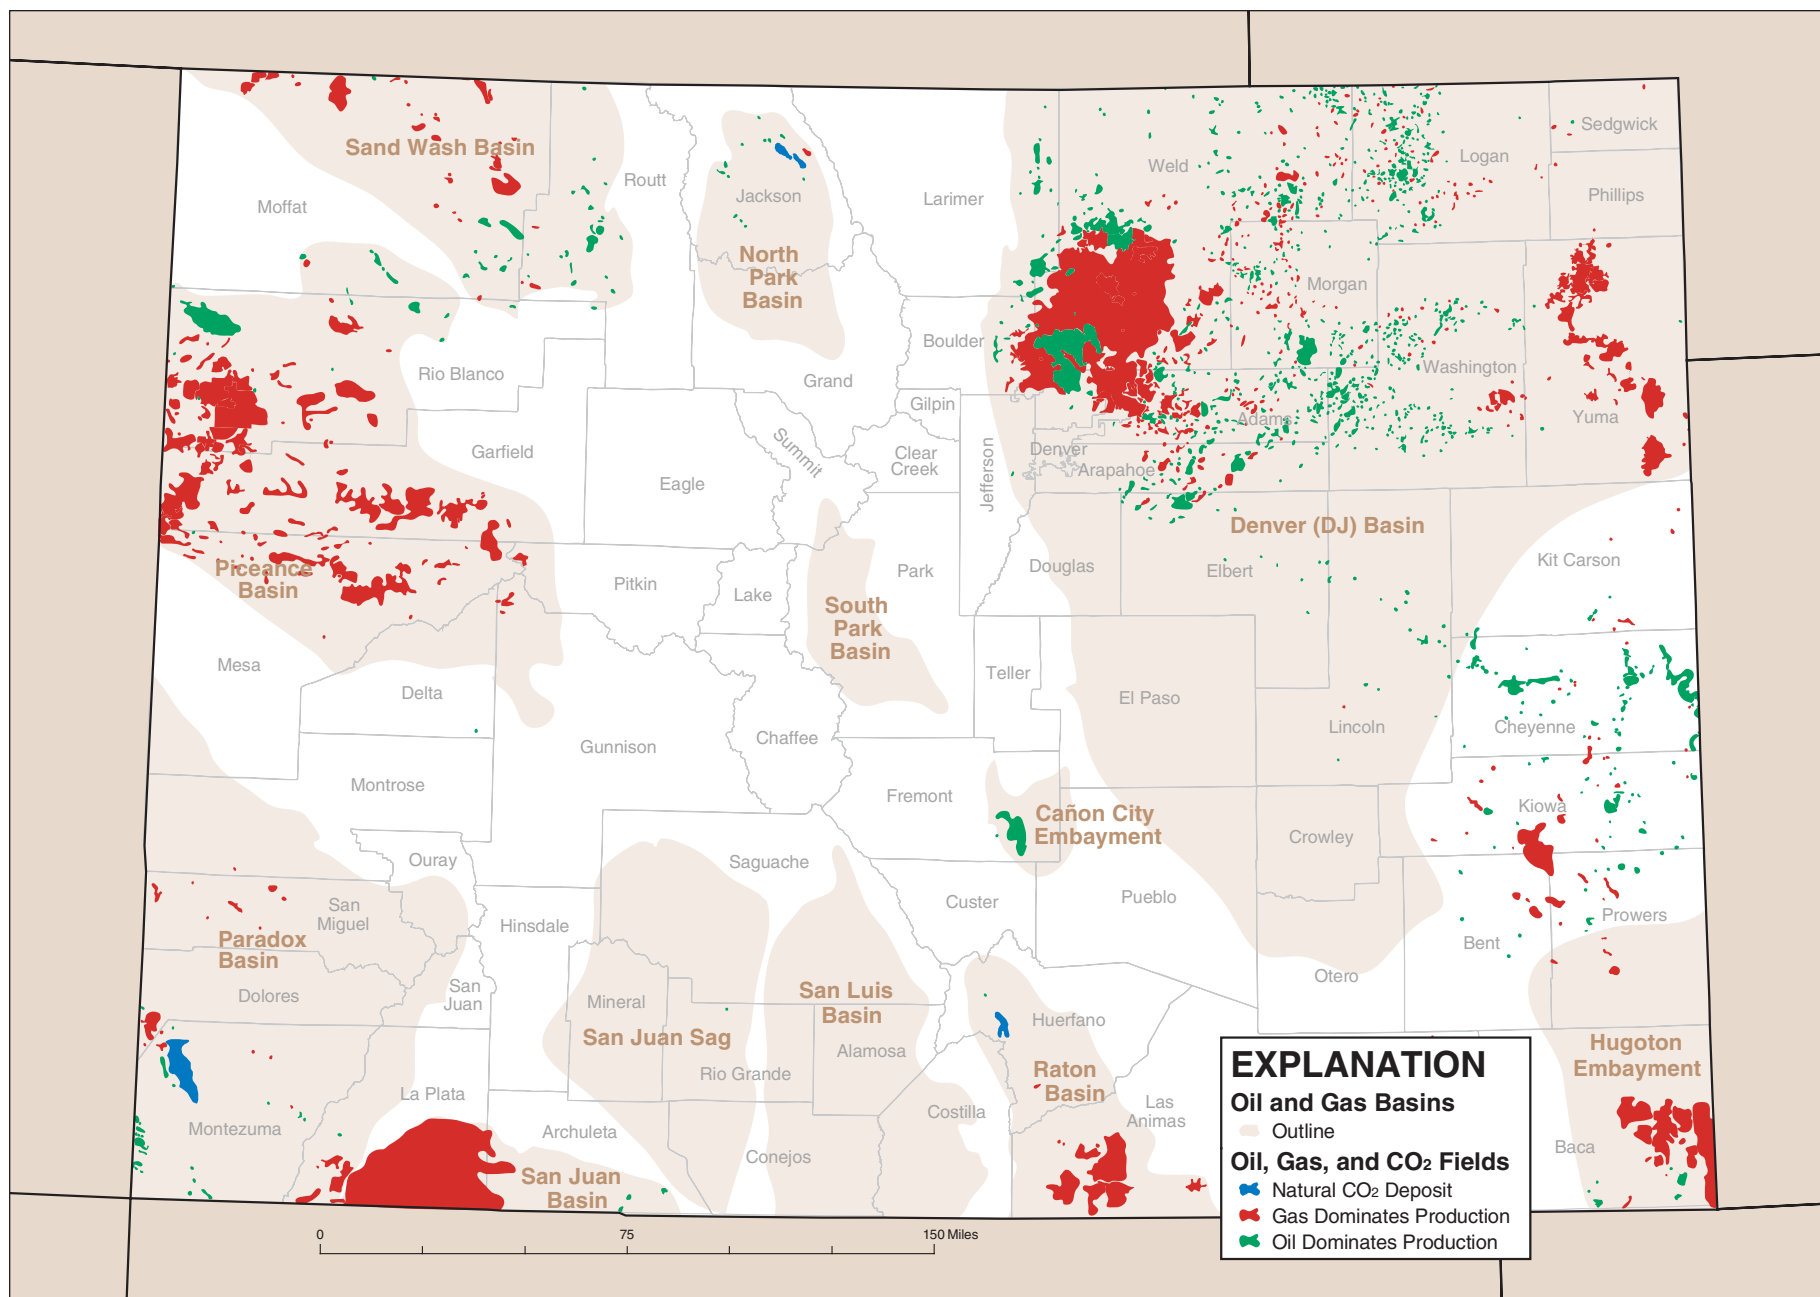 Sand Wash Basin
Moffat
Routt
Jackson
North
Park
Basin
Larimer
Weld
Logan
Sedgwick
Phillips
Morgan
Boulder
Washington
Yuma
Rio Blanco
Grand
Gilpin
Adams
Garfield
Summit
Clear
Creek
Jefferson
Denver
Arapahoe
Eagle
Denver (DJ) Basin
Piceance
Basin
Pitkin
Lake
Park
Douglas
Elbert
Kit Carson
South
Park
Basin
Mesa
Delta
Teller
El Paso
Lincoln
Cheyenne
Gunnison
Chaffee
Montrose
Fremont
Cañon City
Embayment
Crowley
Kiowa
Ouray
Saguache
Custer
Pueblo
San
Miguel
Hinsdale
Paradox
Basin
Prowers
Bent
Otero
Dolores
San
Juan
Mineral
San Luis
Basin
San Juan Sag
Alamosa
Huerfano
Rio Grande
Raton
Basin
Hugoton
Embayment
La Plata
Costilla
Las
Animas
Montezuma
Archuleta
Conejos
Baca
San Juan
Basin
EXPLANATION
Oil and Gas Basins
Outline
Oil, Gas, and CO2 Fields
Natural CO2 Deposit
Gas Dominates Production
Oil Dominates Production
0 75 150 Miles